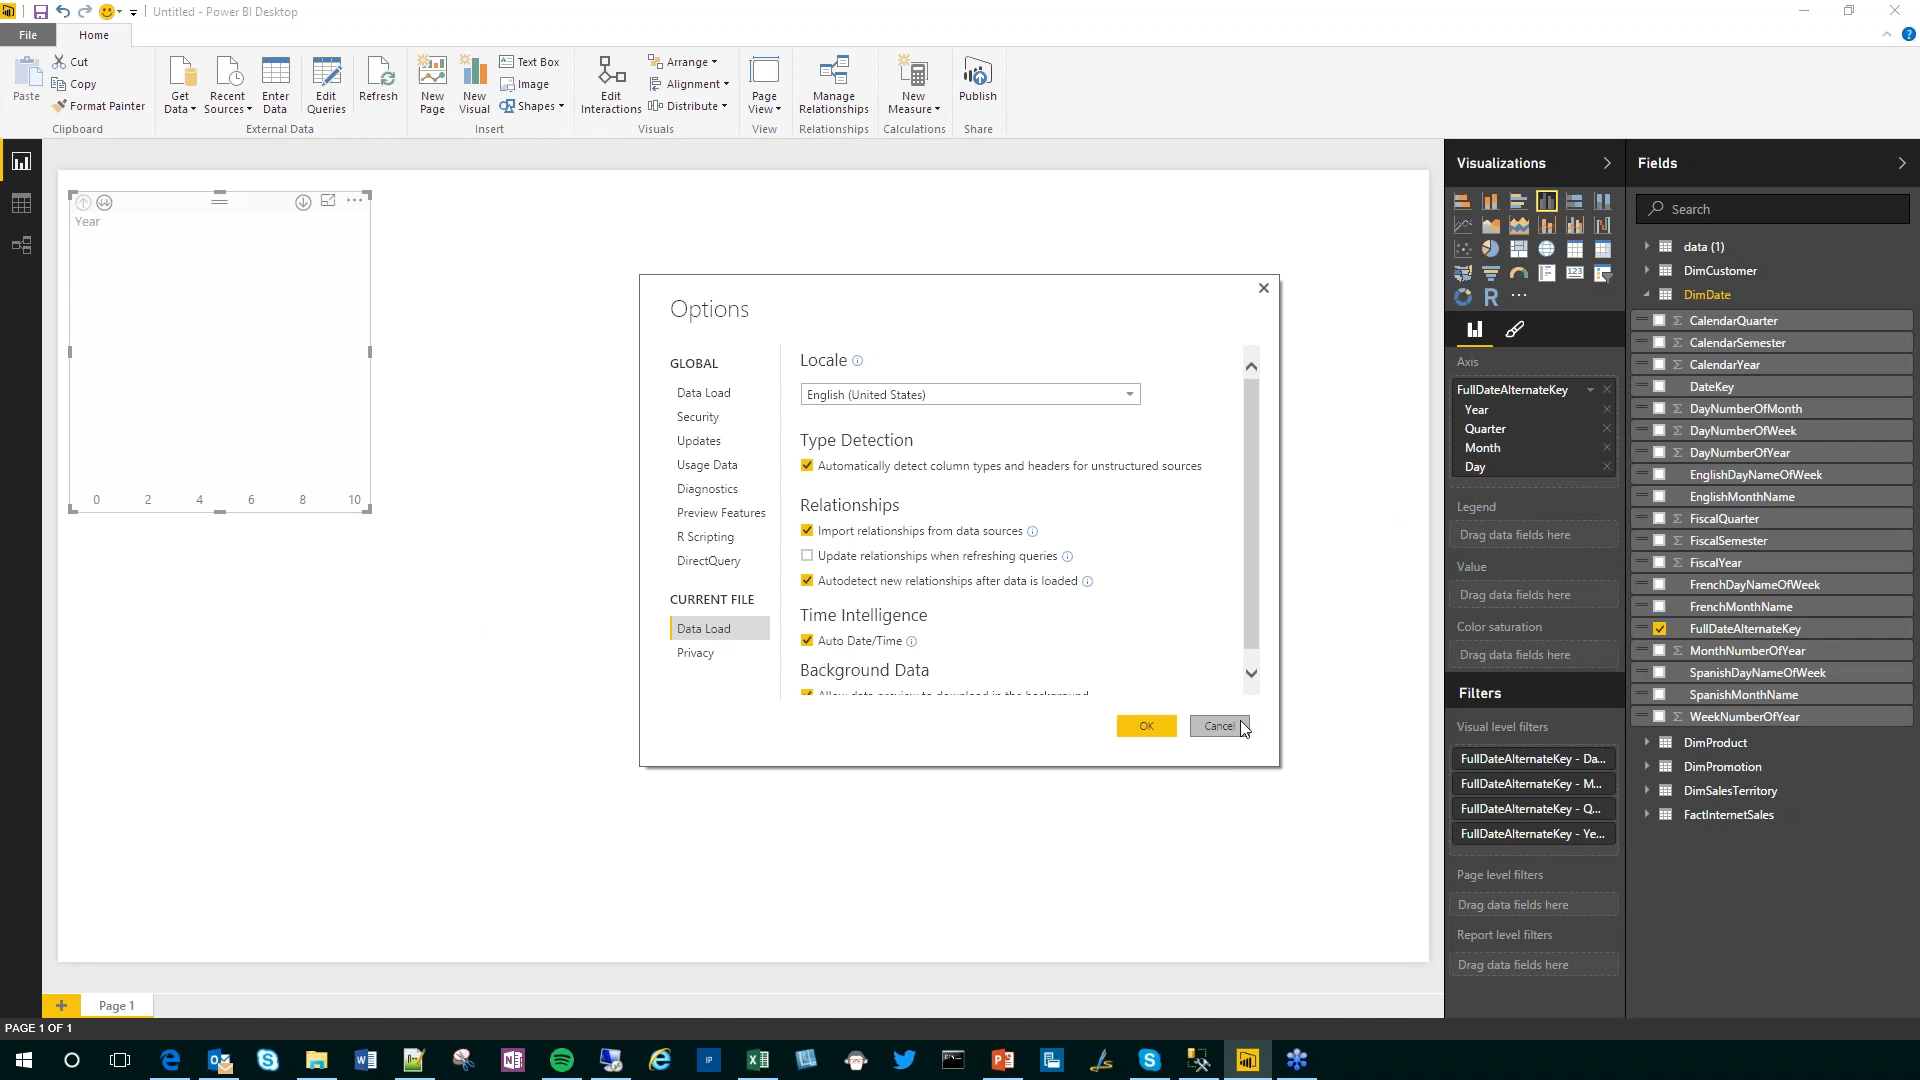 Untitled - Power BI Desktop
File
Home
Paste
Cut
Copy
Format Painter
Clipboard
Get Data
Recent Sources
Enter Data
Edit Queries
Refresh
External Data
New Page
New Visual
Text Box
Image
Shapes
Insert
Edit Interactions
Arrange
Alignment
Distribute
Visuals
Page View
View
Manage Relationships
Relationships
New Measure
Calculations
Publish
Share
Year
0 2 4 6 8 10
Options
GLOBAL
Data Load
Security
Updates
Usage Data
Diagnostics
Preview Features
R Scripting
DirectQuery
CURRENT FILE
Data Load
Privacy
Locale
English (United States)
Type Detection
Automatically detect column types and headers for unstructured sources
Relationships
Import relationships from data sources
Update relationships when refreshing queries
Autodetect new relationships after data is loaded
Time Intelligence
Auto Date/Time
Background Data
Allow data preview to download in the background
OK
Cancel
Visualizations
R
123
Axis
FullDateAlternateKey
Year
Quarter
Month
Day
Legend
Drag data fields here
Value
Drag data fields here
Color saturation
Drag data fields here
Filters
Visual level filters
FullDateAlternateKey - Da...
FullDateAlternateKey - M...
FullDateAlternateKey - Q...
FullDateAlternateKey - Ye...
Page level filters
Drag data fields here
Report level filters
Drag data fields here
Fields
Search
data (1)
DimCustomer
DimDate
Σ CalendarQuarter
Σ CalendarSemester
Σ CalendarYear
DateKey
Σ DayNumberOfMonth
Σ DayNumberOfWeek
Σ DayNumberOfYear
EnglishDayNameOfWeek
EnglishMonthName
Σ FiscalQuarter
Σ FiscalSemester
Σ FiscalYear
FrenchDayNameOfWeek
FrenchMonthName
FullDateAlternateKey
Σ MonthNumberOfYear
SpanishDayNameOfWeek
SpanishMonthName
Σ WeekNumberOfYear
DimProduct
DimPromotion
DimSalesTerritory
FactInternetSales
Page 1
PAGE 1 OF 1
IP